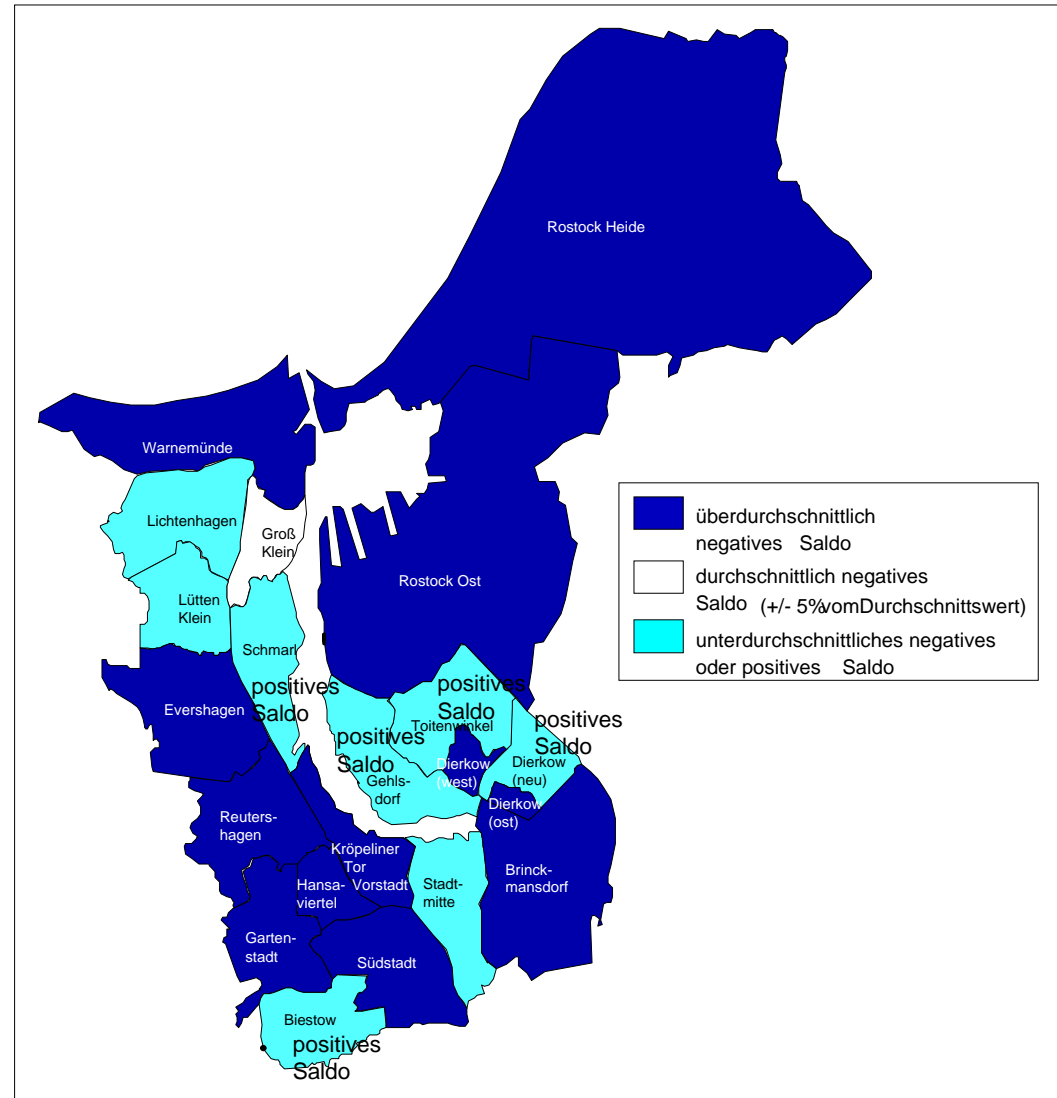 Rostock Heide
Warnemünde
Lichtenhagen
Groß
Klein
Rostock Ost
Lütten
Klein
Schmarl
positives
Saldo
Evershagen
positives
Saldo
Toitenwinkel
positives
Saldo
positives
Saldo
Gehls-
dorf
Dierkow
(west)
Dierkow
(neu)
Dierkow
(ost)
Reuters-
hagen
Kröpeliner
Tor
Vorstadt
Hansa-
viertel
Stadt-
mitte
Brinck-
mansdorf
Garten-
stadt
Südstadt
Biestow
positives
Saldo
überdurchschnittlich
negatives Saldo
durchschnittlich negatives
Saldo (+/- 5%vomDurchschnittswert)
unterdurchschnittliches negatives
oder positives Saldo